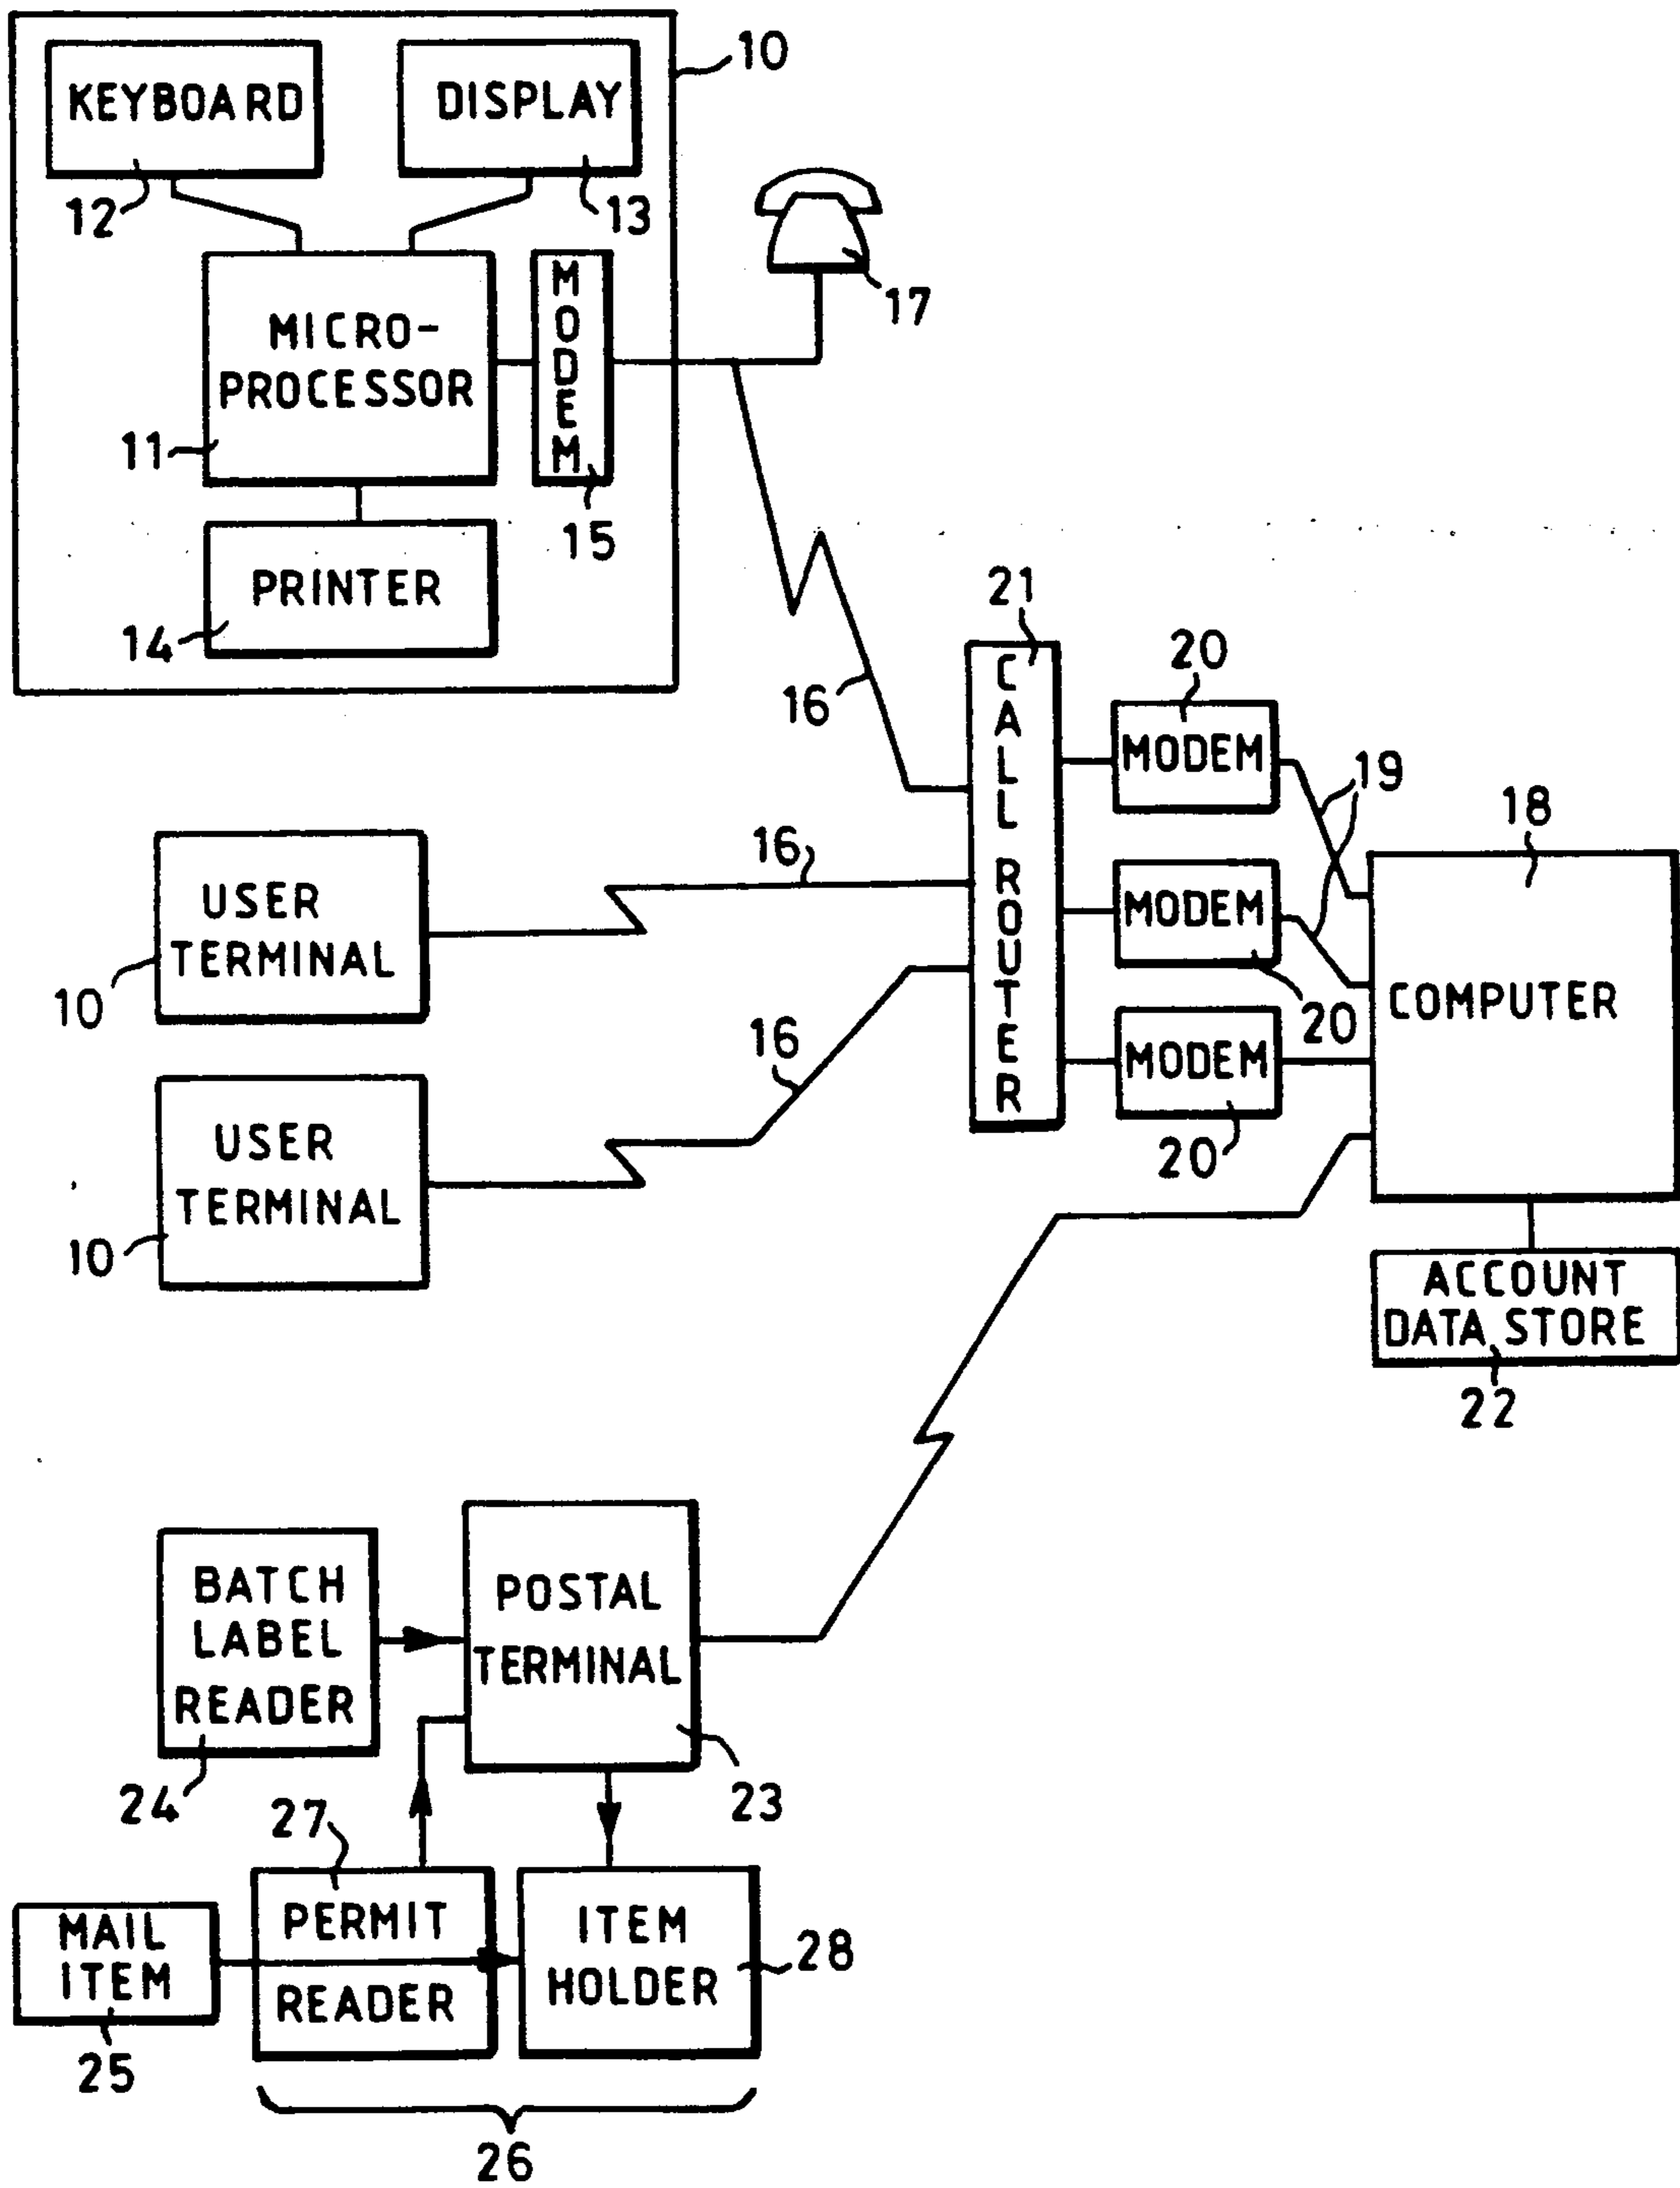 KEYBOARD
DISPLAY
10
12
13
MICRO-
PROCESSOR
MODEM
17
11
15
PRINTER
14
21
20
16
CALL ROUTER
MODEM
19
18
USER
TERMINAL
10
16
MODEM
20
COMPUTER
16
MODEM
20
USER
TERMINAL
10
ACCOUNT
DATA STORE
22
BATCH
LABEL
READER
24
POSTAL
TERMINAL
23
27
MAIL
ITEM
25
PERMIT
READER
ITEM
HOLDER
28
26